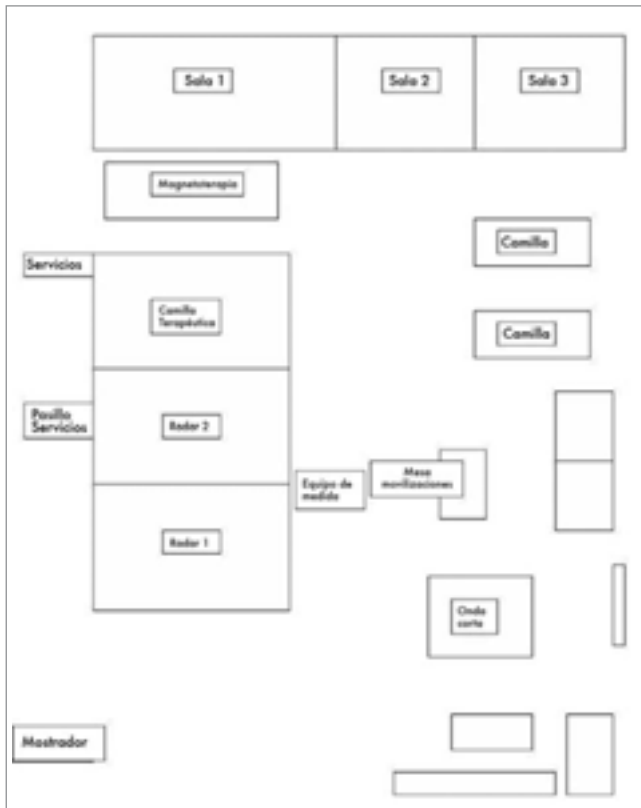 Sala 1
Sala 2
Sala 3
Magnetoterapia
Camilla
Servicios
Camilla
Terapéutica
Camilla
Pasillo
Servicios
Radar 2
Equipo de
medida
Mesa
movilizaciones
Radar 1
Onda
corta
Mostrador